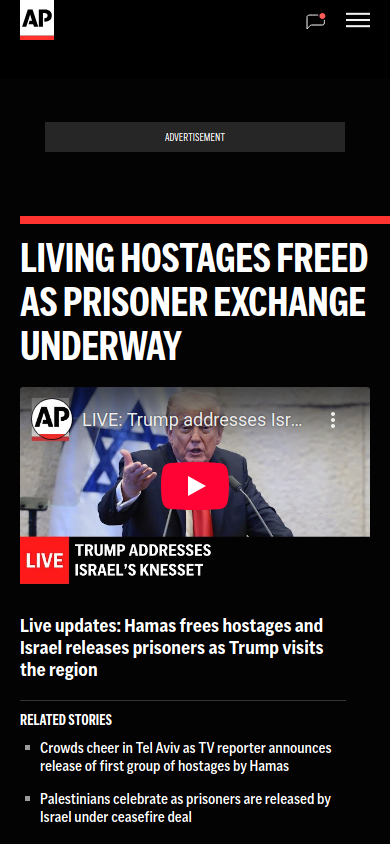 AP
ADVERTISEMENT
LIVING HOSTAGES FREED
AS PRISONER EXCHANGE
UNDERWAY
AP
LIVE: Trump addresses Isr...
LIVE
TRUMP ADDRESSES
ISRAEL'S KNESSET
Live updates: Hamas frees hostages and
Israel releases prisoners as Trump visits
the region
RELATED STORIES
Crowds cheer in Tel Aviv as TV reporter announces
release of first group of hostages by Hamas
Palestinians celebrate as prisoners are released by
Israel under ceasefire deal